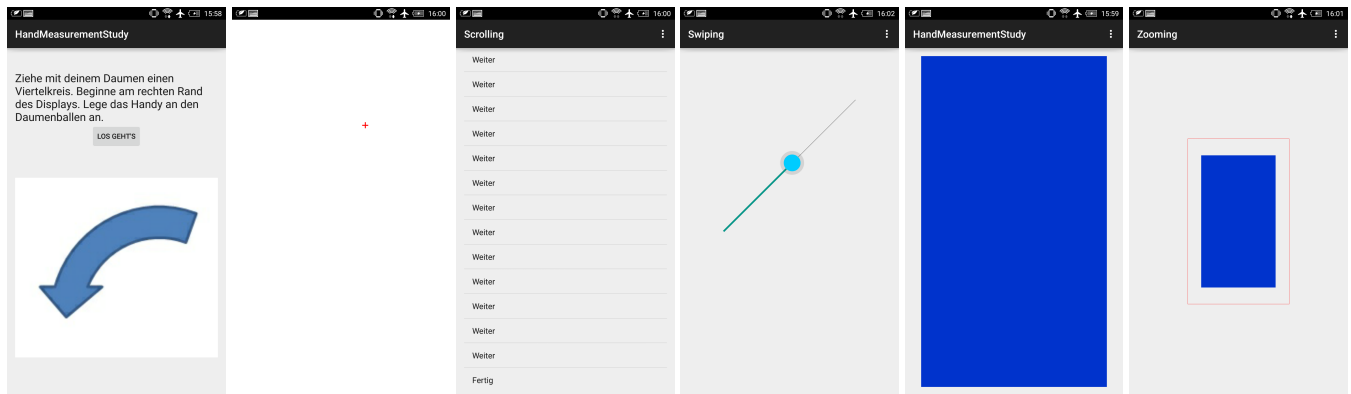 15:58
HandMeasurementStudy
Ziehe mit deinem Daumen einen
Viertelkreis. Beginne am rechten Rand
des Displays. Lege das Handy an den
Daumenballen an.
LOS GEHT'S
16:00
16:00
Scrolling
Weiter
Weiter
Weiter
Weiter
Weiter
Weiter
Weiter
Weiter
Weiter
Weiter
Weiter
Weiter
Weiter
Fertig
16:02
Swiping
15:59
HandMeasurementStudy
16:01
Zooming